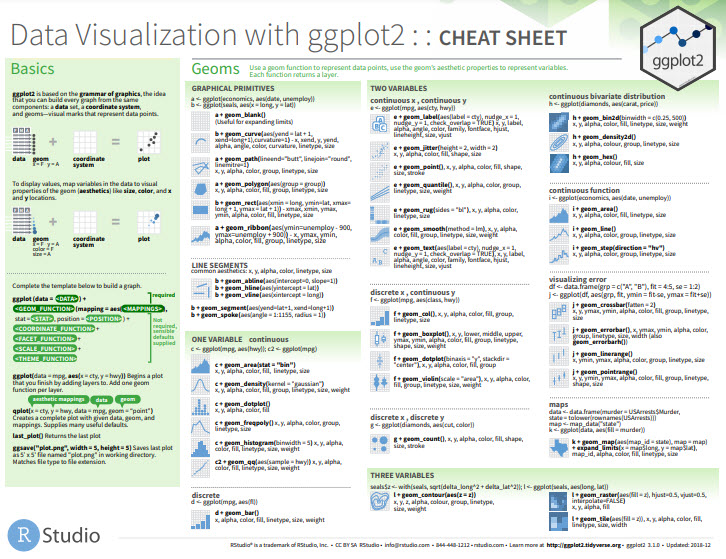 Data Visualization with ggplot2 : : CHEAT SHEET
ggplot2
Basics
ggplot2 is based on the grammar of graphics, the idea
that you can build every graph from the same
components: a data set, a coordinate system,
and geoms—visual marks that represent data points.
data geom coordinate plot
x = F y = A system
To display values, map variables in the data to visual
properties of the geom (aesthetics) like size, color, and x
and y locations.
data geom coordinate plot
x = F y = A system
color = F
size = A
Complete the template below to build a graph.
required
ggplot (data = <DATA>) +
<GEOM_FUNCTION> (mapping = aes(<MAPPINGS>),
stat = <STAT>, position = <POSITION>) +
<COORDINATE_FUNCTION> +
<FACET_FUNCTION> +
<SCALE_FUNCTION> +
<THEME_FUNCTION>
Not
required,
sensible
defaults
supplied
ggplot(data = mpg, aes(x = cty, y = hwy)) Begins a plot
that you finish by adding layers to. Add one geom
function per layer.
aesthetic mappings data geom
qplot(x = cty, y = hwy, data = mpg, geom = "point")
Creates a complete plot with given data, geom, and
mappings. Supplies many useful defaults.
last_plot() Returns the last plot
ggsave("plot.png", width = 5, height = 5) Saves last plot
as 5' x 5' file named "plot.png" in working directory.
Matches file type to file extension.
Geoms
Use a geom function to represent data points, use the geom's aesthetic properties to represent variables.
Each function returns a layer.
GRAPHICAL PRIMITIVES
a <- ggplot(economics, aes(date, unemploy))
b <- ggplot(seals, aes(x = long, y = lat))
a + geom_blank()
(Useful for expanding limits)
b + geom_curve(aes(yend = lat + 1,
xend=long+1),curvature=1) - x, xend, y, yend,
alpha, angle, color, curvature, linetype, size
a + geom_path(lineend="butt", linejoin="round",
linemitre=1)
x, y, alpha, color, group, linetype, size
a + geom_polygon(aes(group = group))
x, y, alpha, color, fill, group, linetype, size
b + geom_rect(aes(xmin = long, ymin=lat, xmax=
long + 1, ymax = lat + 1)) - xmax, xmin, ymax,
ymin, alpha, color, fill, linetype, size
a + geom_ribbon(aes(ymin=unemploy - 900,
ymax=unemploy + 900)) - x, ymax, ymin,
alpha, color, fill, group, linetype, size
LINE SEGMENTS
common aesthetics: x, y, alpha, color, linetype, size
b + geom_abline(aes(intercept=0, slope=1))
b + geom_hline(aes(yintercept = lat))
b + geom_vline(aes(xintercept = long))
b + geom_segment(aes(yend=lat+1, xend=long+1))
b + geom_spoke(aes(angle = 1:1155, radius = 1))
ONE VARIABLE continuous
c <- ggplot(mpg, aes(hwy)); c2 <- ggplot(mpg)
c + geom_area(stat = "bin")
x, y, alpha, color, fill, linetype, size
c + geom_density(kernel = "gaussian")
x, y, alpha, color, fill, group, linetype, size, weight
c + geom_dotplot()
x, y, alpha, color, fill
c + geom_freqpoly() x, y, alpha, color, group,
linetype, size
c + geom_histogram(binwidth = 5) x, y, alpha,
color, fill, linetype, size, weight
c2 + geom_qq(aes(sample = hwy)) x, y, alpha,
color, fill, linetype, size, weight
discrete
d <- ggplot(mpg, aes(fl))
d + geom_bar()
x, alpha, color, fill, linetype, size, weight
TWO VARIABLES
continuous x , continuous y
e <- ggplot(mpg, aes(cty, hwy))
e + geom_label(aes(label = cty), nudge_x = 1,
nudge_y = 1, check_overlap = TRUE) x, y, label,
alpha, angle, color, family, fontface, hjust,
lineheight, size, vjust
e + geom_jitter(height = 2, width = 2)
x, y, alpha, color, fill, shape, size
e + geom_point(), x, y, alpha, color, fill, shape,
size, stroke
e + geom_quantile(), x, y, alpha, color, group,
linetype, size, weight
e + geom_rug(sides = "bl"), x, y, alpha, color,
linetype, size
e + geom_smooth(method = lm), x, y, alpha,
color, fill, group, linetype, size, weight
e + geom_text(aes(label = cty), nudge_x = 1,
nudge_y = 1, check_overlap = TRUE), x, y, label,
alpha, angle, color, family, fontface, hjust,
lineheight, size, vjust
discrete x , continuous y
f <- ggplot(mpg, aes(class, hwy))
f + geom_col(), x, y, alpha, color, fill, group,
linetype, size
f + geom_boxplot(), x, y, lower, middle, upper,
ymax, ymin, alpha, color, fill, group, linetype,
shape, size, weight
f + geom_dotplot(binaxis = "y", stackdir =
"center"), x, y, alpha, color, fill, group
f + geom_violin(scale = "area"), x, y, alpha, color,
fill, group, linetype, size, weight
discrete x , discrete y
g <- ggplot(diamonds, aes(cut, color))
g + geom_count(), x, y, alpha, color, fill, shape,
size, stroke
continuous bivariate distribution
h <- ggplot(diamonds, aes(carat, price))
h + geom_bin2d(binwidth = c(0.25, 500))
x, y, alpha, color, fill, linetype, size, weight
h + geom_density2d()
x, y, alpha, colour, group, linetype, size
h + geom_hex()
x, y, alpha, colour, fill, size
continuous function
i <- ggplot(economics, aes(date, unemploy))
i + geom_area()
x, y, alpha, color, fill, linetype, size
i + geom_line()
x, y, alpha, color, group, linetype, size
i + geom_step(direction = "hv")
x, y, alpha, color, group, linetype, size
visualizing error
df <- data.frame(grp = c("A", "B"), fit = 4:5, se = 1:2)
j <- ggplot(df, aes(grp, fit, ymin = fit-se, ymax = fit+se))
j + geom_crossbar(fatten = 2)
x, y, ymax, ymin, alpha, color, fill, group, linetype,
size
j + geom_errorbar(), x, ymax, ymin, alpha, color,
group, linetype, size, width (also
geom_errorbarh())
j + geom_linerange()
x, ymin, ymax, alpha, color, group, linetype, size
j + geom_pointrange()
x, y, ymin, ymax, alpha, color, fill, group, linetype,
shape, size
maps
data <- data.frame(murder = USArrests$Murder,
state = tolower(rownames(USArrests)))
map <- map_data("state")
k <- ggplot(data, aes(fill = murder))
k + geom_map(aes(map_id = state), map = map)
+ expand_limits(x = map$long, y = map$lat),
map_id, alpha, color, fill, linetype, size
THREE VARIABLES
seals$z <- with(seals, sqrt(delta_long^2 + delta_lat^2)); l <- ggplot(seals, aes(long, lat))
l + geom_contour(aes(z = z))
x, y, z, alpha, colour, group, linetype,
size, weight
l + geom_raster(aes(fill = z), hjust=0.5, vjust=0.5,
interpolate=FALSE)
x, y, alpha, fill
l + geom_tile(aes(fill = z)), x, y, alpha, color, fill,
linetype, size, width
R Studio
RStudio® is a trademark of RStudio, Inc. • CC BY SA RStudio • info@rstudio.com • 844-448-1212 • rstudio.com • Learn more at http://ggplot2.tidyverse.org • ggplot2 3.1.0 • Updated: 2018-12